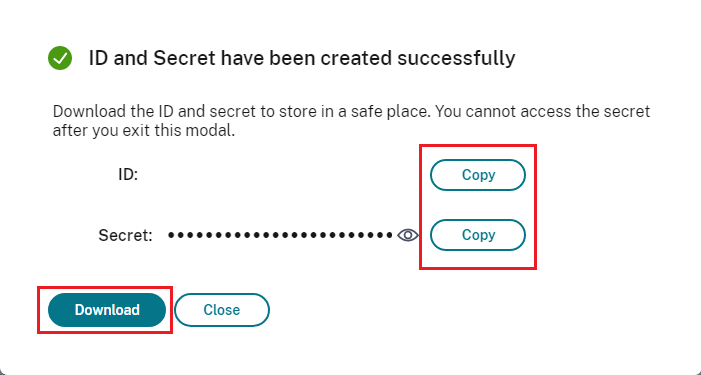 ID and Secret have been created successfully
Download the ID and secret to store in a safe place. You cannot access the secret
after you exit this modal.
ID: Copy
Secret: •••••••••••••••••••••••• Copy
Download Close